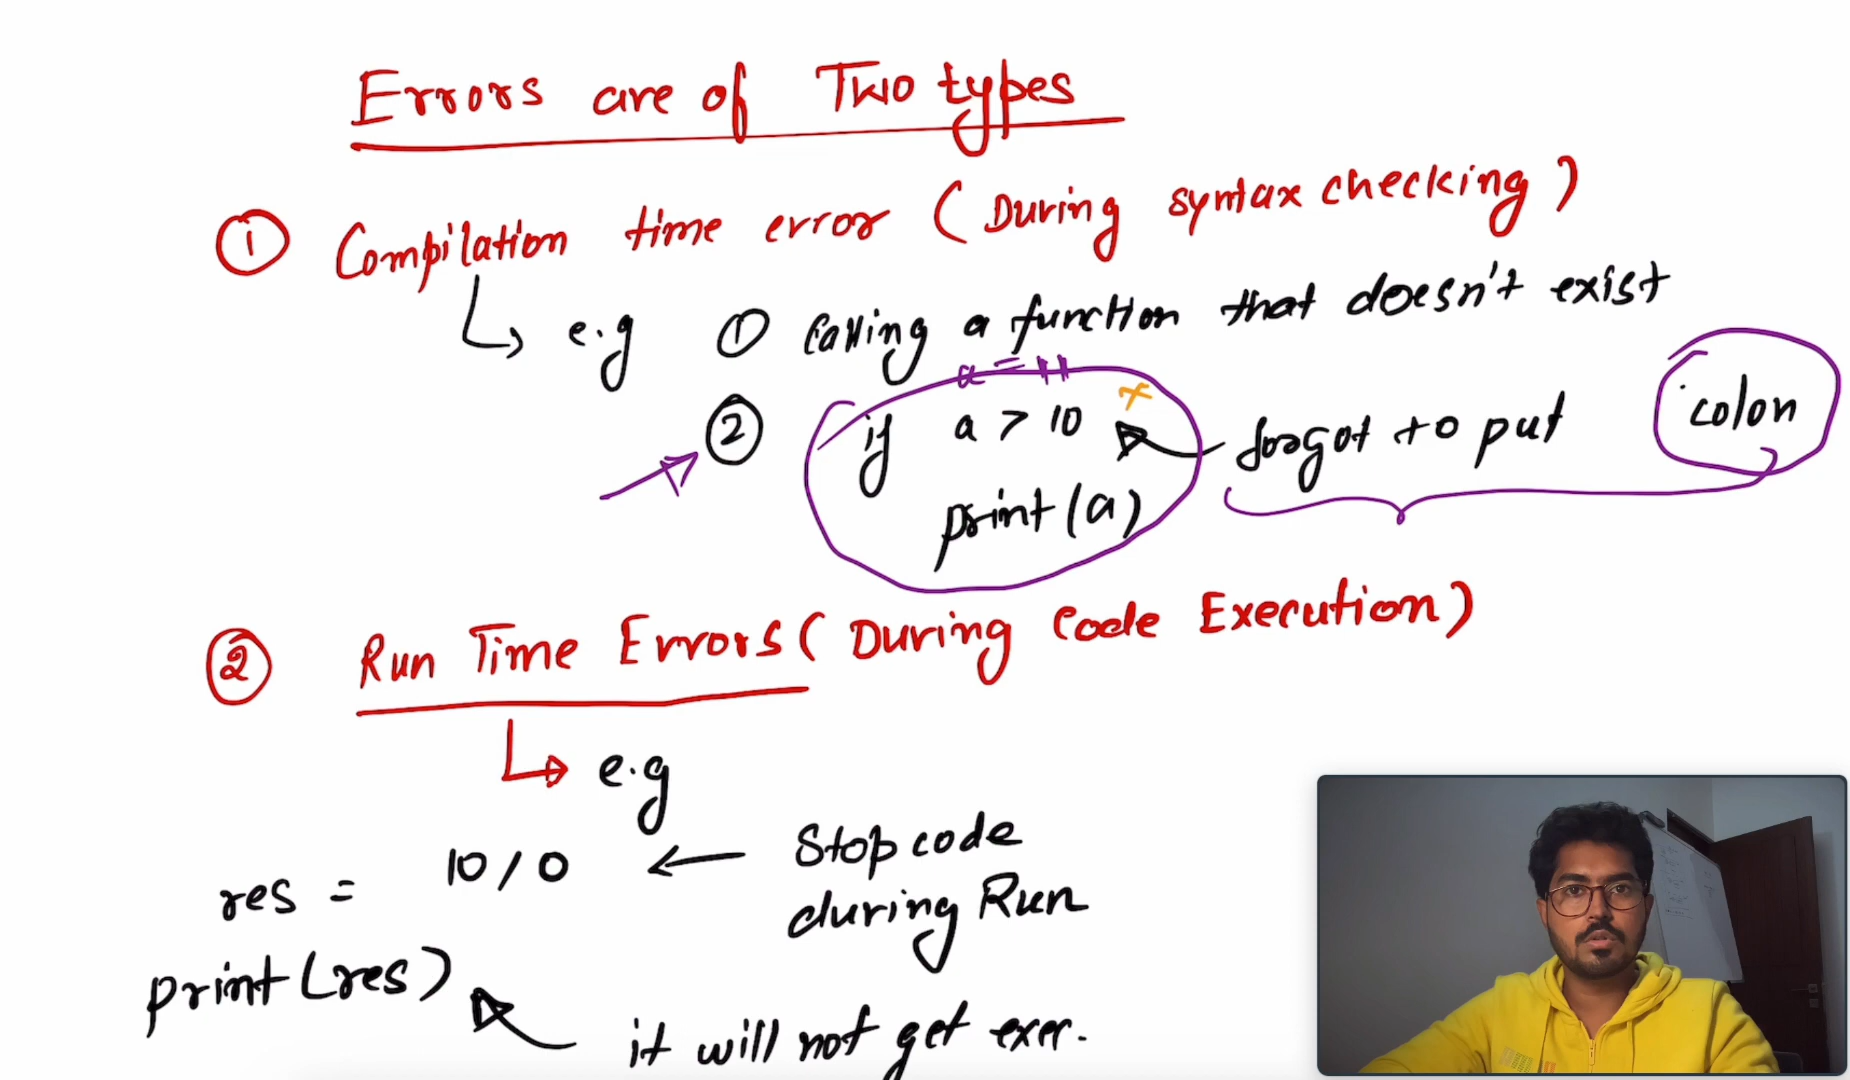 Errors are of Two types
① Compilation time error (During syntax checking)
e.g ① Calling a function that doesn't exist
a = 11
② if a > 10 x forgot to put colon
print(a)
② Run Time Errors (During Code Execution)
e.g
res = 10/0 ← Stop code
during Run
print(res)
it will not get exer.